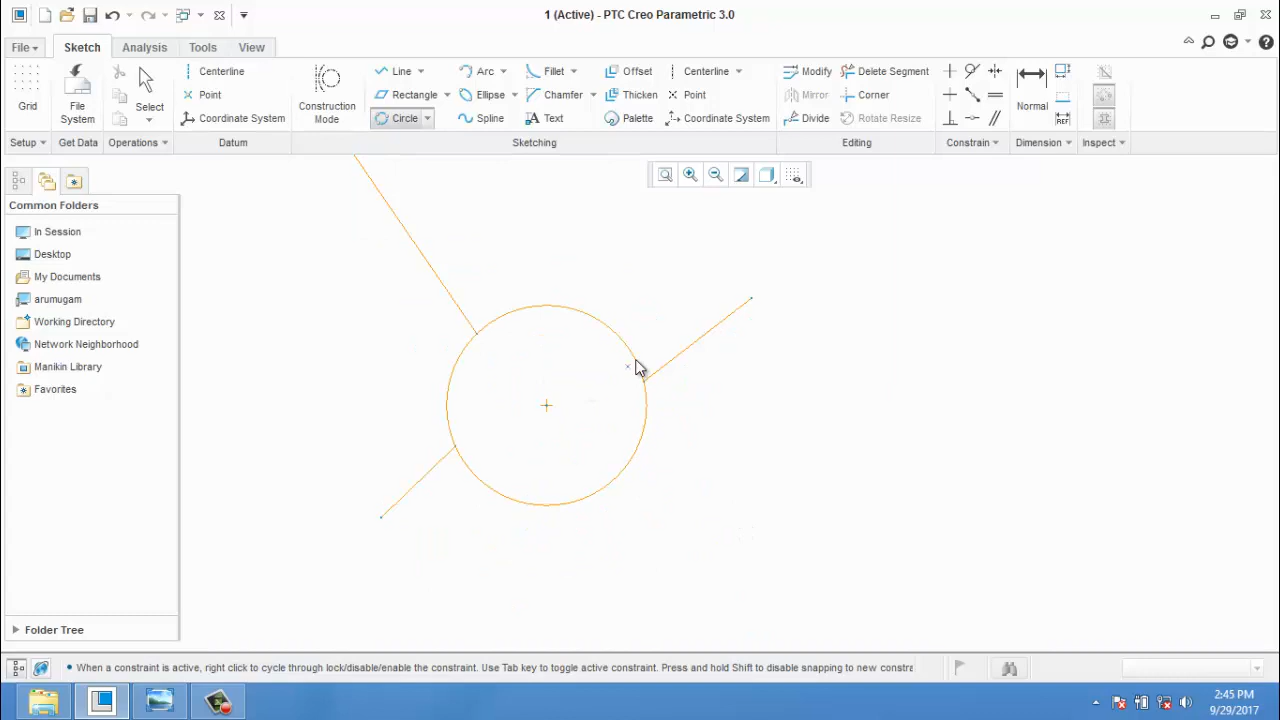 1 (Active) - PTC Creo Parametric 3.0
File Sketch Analysis Tools View
Centerline Line Arc Fillet Offset Centerline Modify Delete Segment
Point Rectangle Ellipse Chamfer Thicken Point Mirror Corner
Grid File System Select Coordinate System Construction Mode Circle Spline Text Palette Coordinate System Divide Rotate Resize Normal REF
Setup Get Data Operations Datum Sketching Editing Constrain Dimension Inspect
Common Folders
In Session
Desktop
My Documents
arumugam
Working Directory
Network Neighborhood
Manikin Library
Favorites
Folder Tree
• When a constraint is active, right click to cycle through lock/disable/enable the constraint. Use Tab key to toggle active constraint. Press and hold Shift to disable snapping to new constra
2:45 PM
9/29/2017